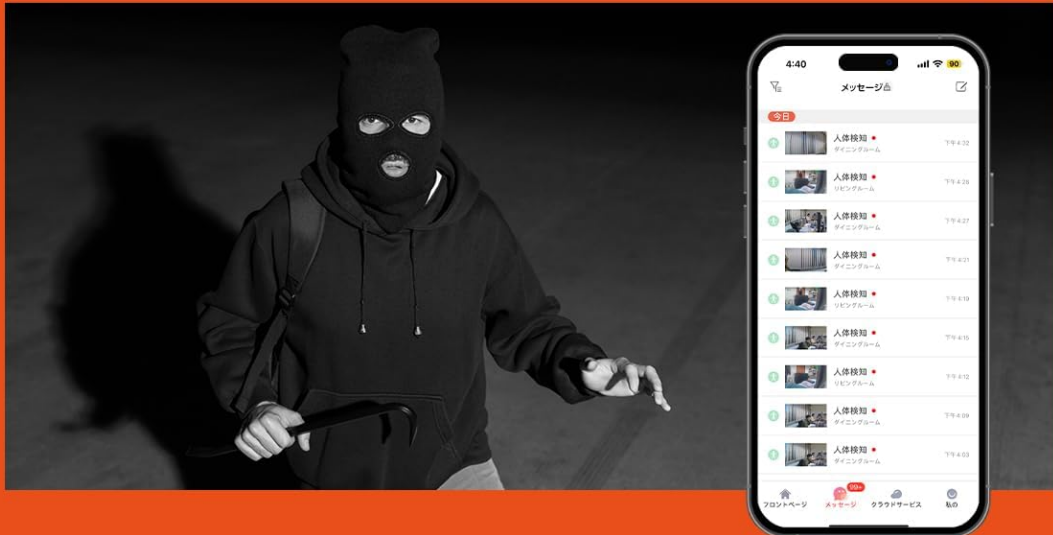 4:40
90
メッセージ
今日
人体検知
ダイニングルーム
下午4:32
人体検知
リビングルーム
下午4:28
人体検知
ダイニングルーム
下午4:27
人体検知
ダイニングルーム
下午4:21
人体検知
リビングルーム
下午4:19
人体検知
ダイニングルーム
下午4:15
人体検知
リビングルーム
下午4:12
人体検知
ダイニングルーム
下午4:09
人体検知
ダイニングルーム
下午4:03
99+
フロントページ
メッセージ
クラウドサービス
私の